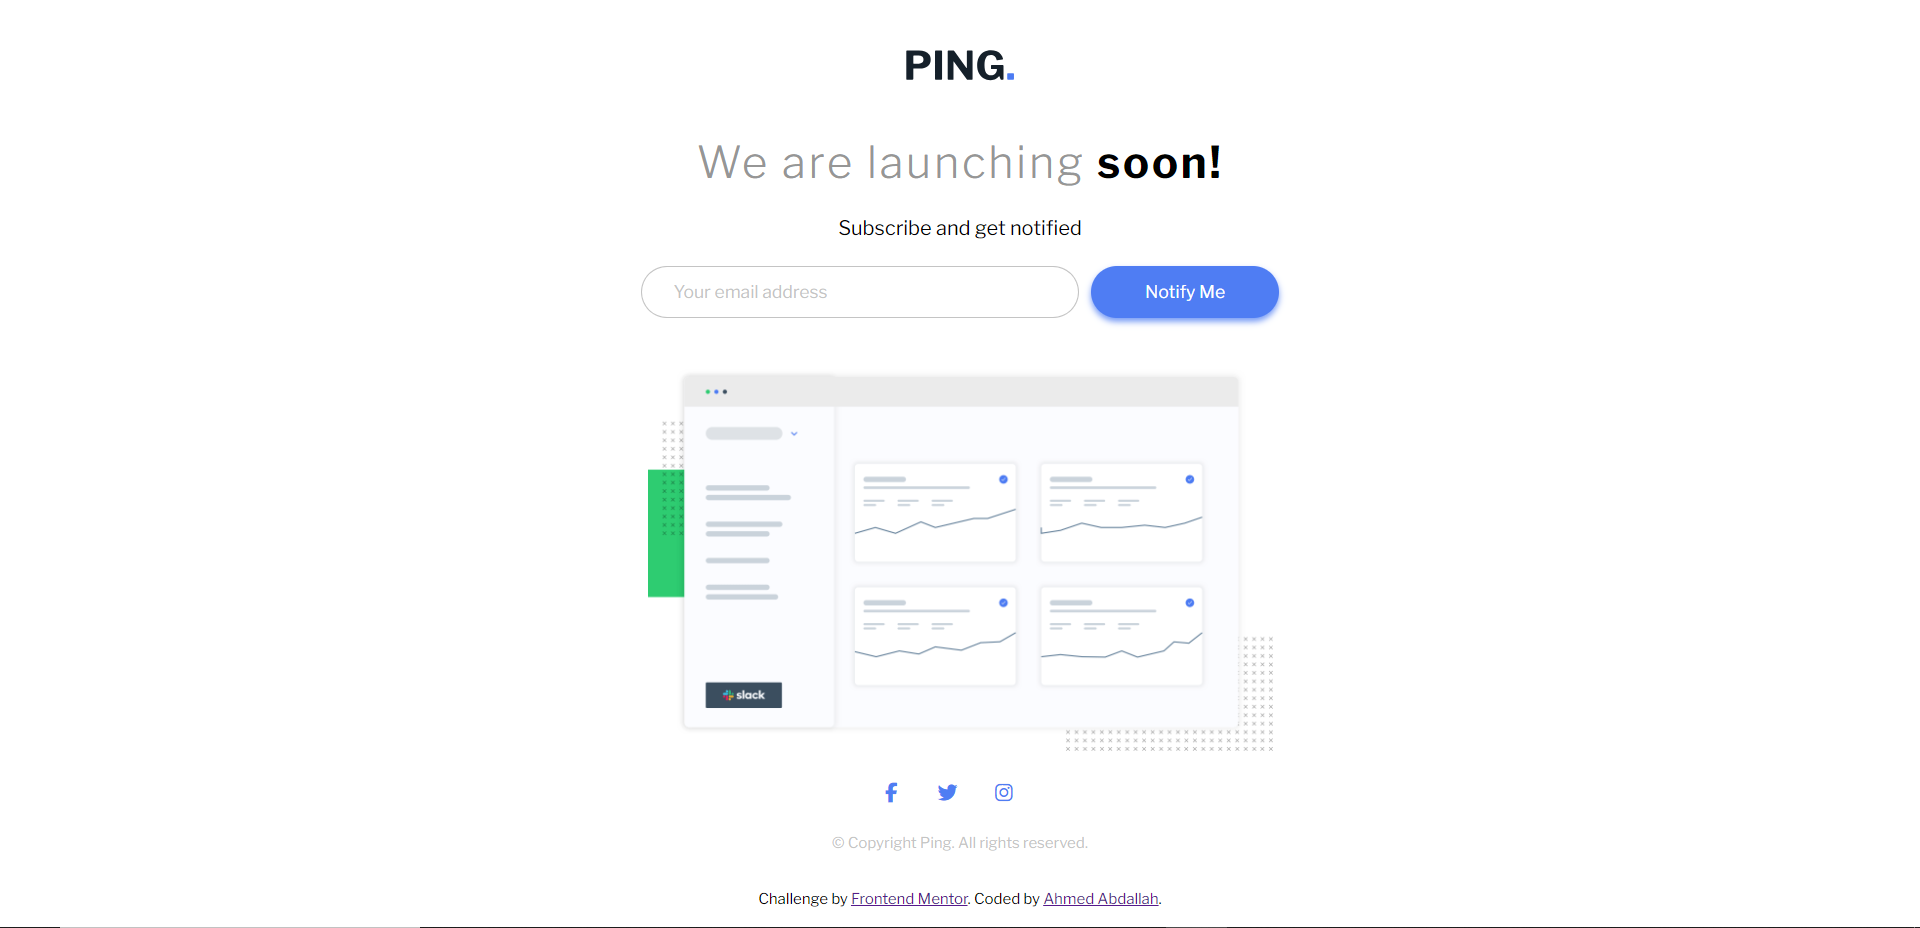 PING.
We are launching soon!
Subscribe and get notified
Your email address
Notify Me
slack
© Copyright Ping. All rights reserved.
Challenge by Frontend Mentor. Coded by Ahmed Abdallah.